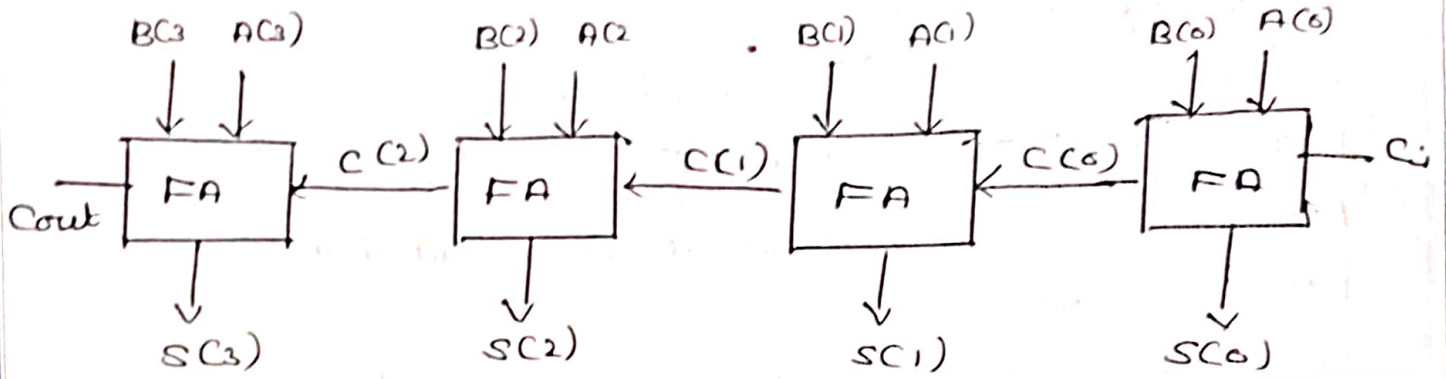 B(3 A(3) B(2) A(2 B(1) A(1) B(0) A(0)
C(2) C(1) C(0) Ci
FA FA FA FA
Cout
S(3) S(2) S(1) S(0)